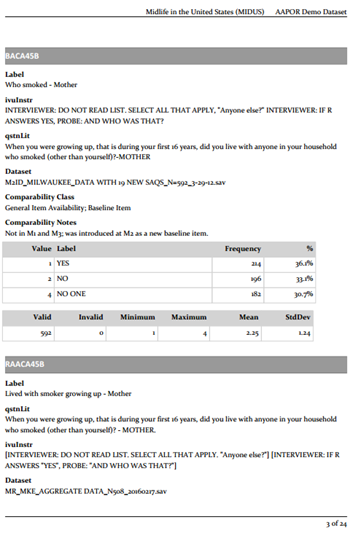 Midlife in the United States (MIDUS) AAPOR Demo Dataset
BACA45B
Label
Who smoked - Mother
ivuInstr
INTERVIEWER: DO NOT READ LIST. SELECT ALL THAT APPLY, "Anyone else?" INTERVIEWER: IF R
ANSWERS YES, PROBE: AND WHO WAS THAT?
qstnLit
When you were growing up, that is during your first 16 years, did you live with anyone in your household
who smoked (other than yourself)?-MOTHER
Dataset
M2ID_MILWAUKEE_DATA WITH 19 NEW SAQS_N=592_3-29-12.sav
Comparability Class
General Item Availability; Baseline Item
Comparability Notes
Not in M1 and M3; was introduced at M2 as a new baseline item.
Value Label Frequency %
1 YES 214 36.1%
2 NO 196 33.1%
4 NO ONE 182 30.7%
Valid Invalid Minimum Maximum Mean StdDev
592 0 1 4 2.25 1.24
RAACA45B
Label
Lived with smoker growing up - Mother
qstnLit
When you were growing up, that is during your first 16 years, did you live with anyone in your household
who smoked (other than yourself)? - MOTHER.
ivuInstr
[INTERVIEWER: DO NOT READ LIST. SELECT ALL THAT APPLY. "Anyone else?"] [INTERVIEWER: IF R
ANSWERS "YES", PROBE: "AND WHO WAS THAT?"]
Dataset
MR_MKE_AGGREGATE DATA_N508_20160217.sav
3 of 24